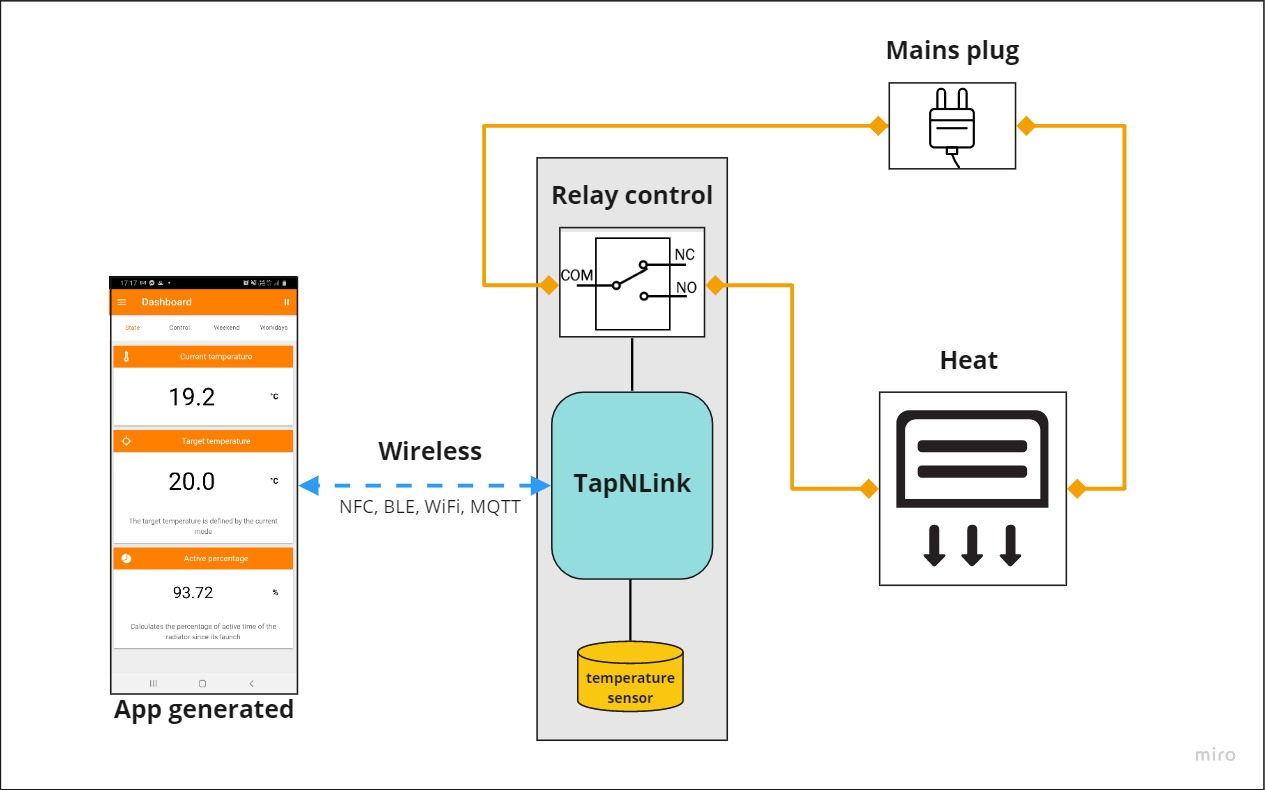 Mains plug
Relay control
COM
NC
NO
17:17
Dashboard
State Control Weekend Workdays
Current temperature
19.2 °C
Target temperature
20.0 °C
The target temperature is defined by the current
mode
Active percentage
93.72 %
Calculates the percentage of active time of the
radiator since its launch
App generated
Wireless
NFC, BLE, WiFi, MQTT
TapNLink
temperature
sensor
Heat
miro